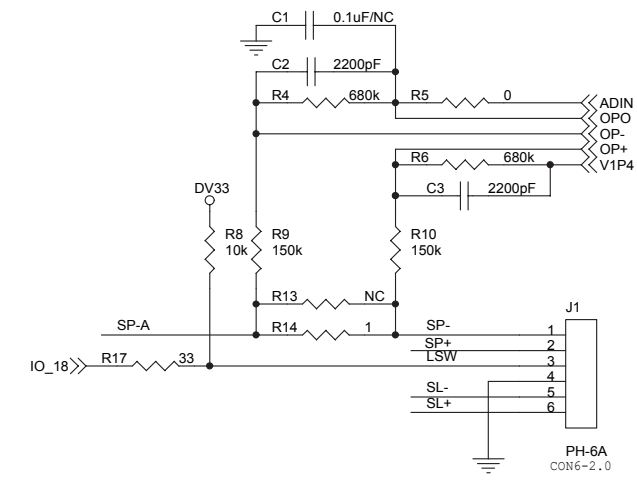 C1 0.1uF/NC
C2 2200pF
R4 680k R5 0 ADIN
OPO
OP-
OP+
R6 680k V1P4
C3 2200pF
DV33
R8 R9 R10
10k 150k 150k
R13 NC
J1
SP-A R14 1 SP- 1
SP+ 2
IO_18 R17 33 LSW 3
4
SL- 5
SL+ 6
PH-6A
CON6-2.0